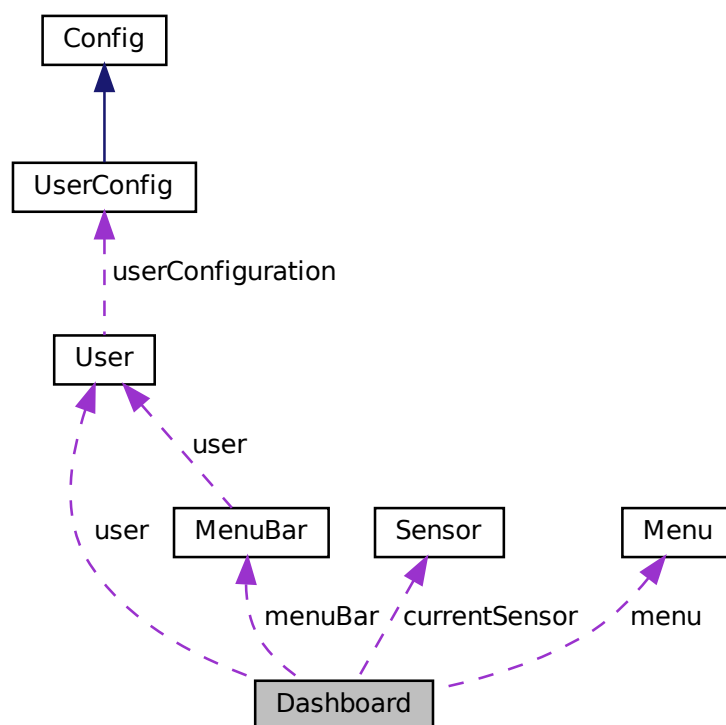 Config
UserConfig
userConfiguration
User
user
user
MenuBar
Sensor
Menu
menuBar
currentSensor
menu
Dashboard